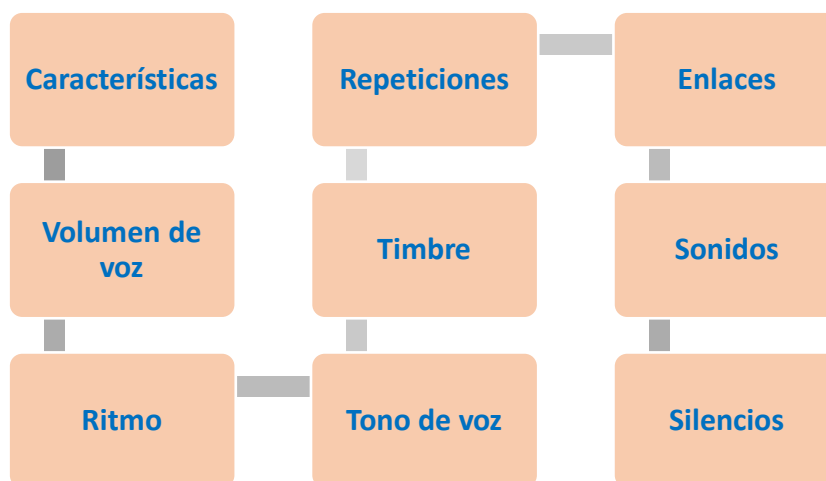 Características
Volumen de
voz
Ritmo
Tono de voz
Timbre
Repeticiones
Enlaces
Sonidos
Silencios